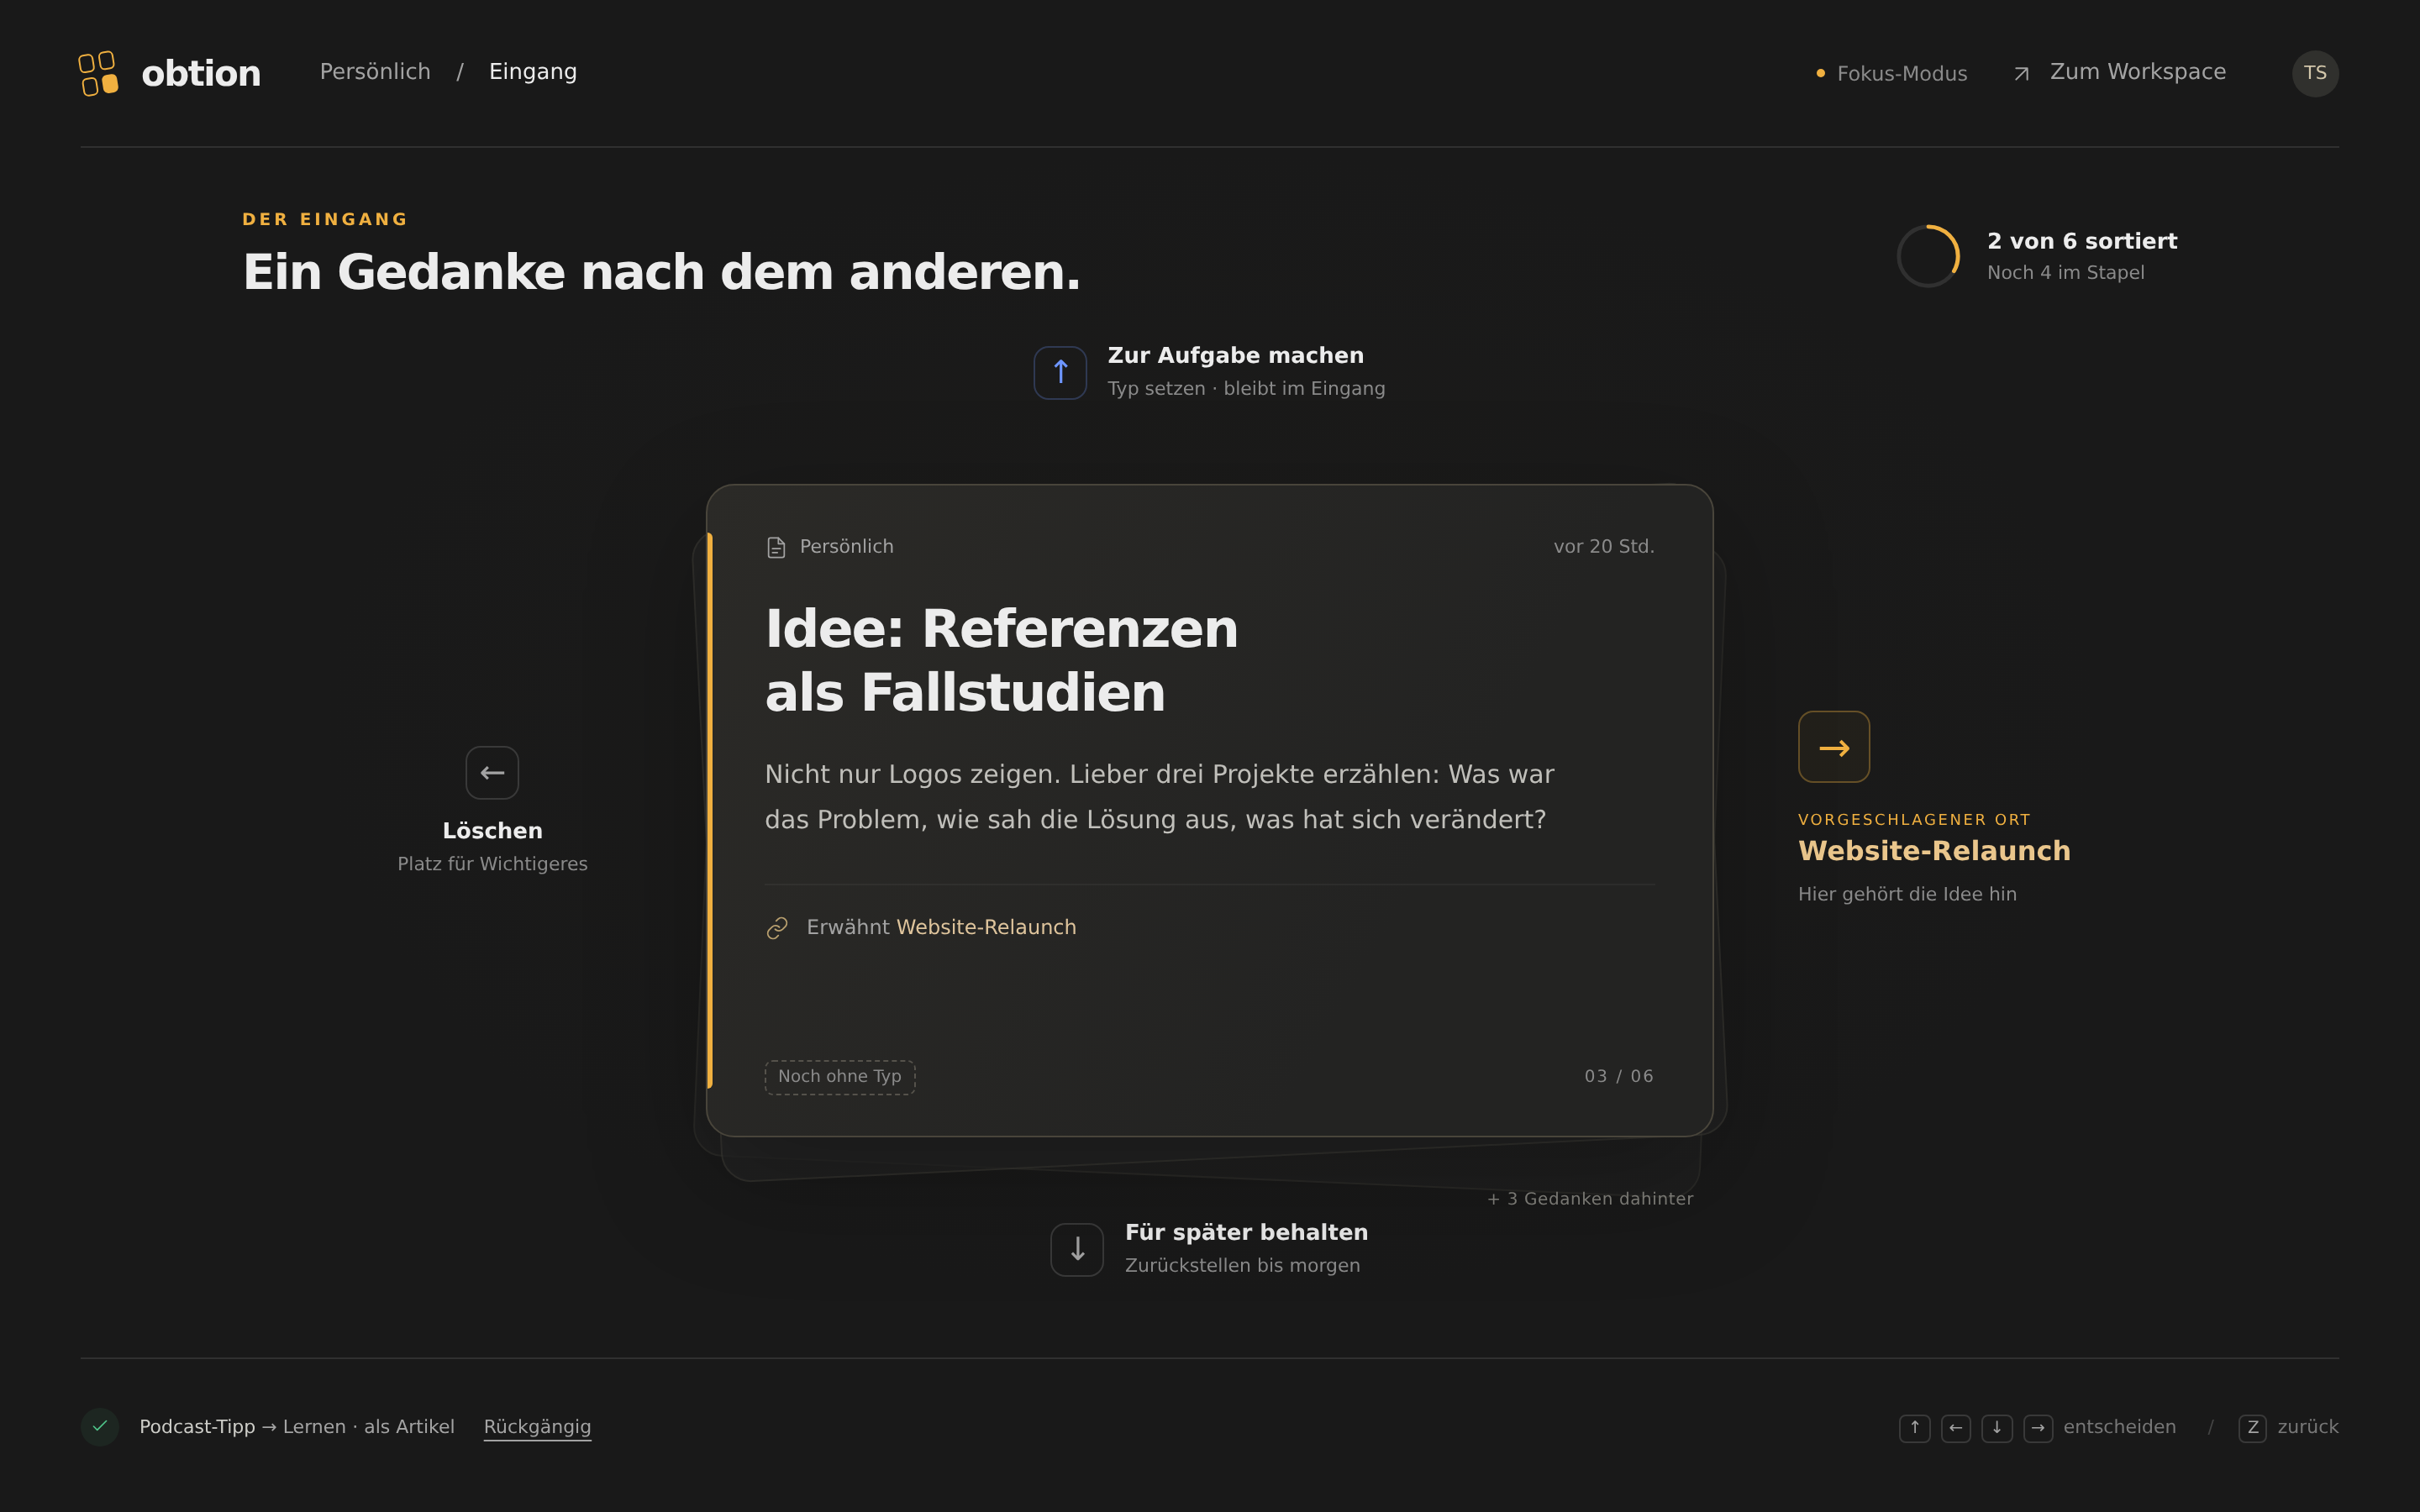 obtion
Persönlich / Eingang
Fokus-Modus
Zum Workspace
TS
DER EINGANG
Ein Gedanke nach dem anderen.
2 von 6 sortiert
Noch 4 im Stapel
↑ Zur Aufgabe machen
Typ setzen · bleibt im Eingang
Persönlich
vor 20 Std.
Idee: Referenzen
als Fallstudien
Nicht nur Logos zeigen. Lieber drei Projekte erzählen: Was war
das Problem, wie sah die Lösung aus, was hat sich verändert?
Erwähnt Website-Relaunch
Noch ohne Typ
03 / 06
←
Löschen
Platz für Wichtigeres
→
VORGESCHLAGENER ORT
Website-Relaunch
Hier gehört die Idee hin
+ 3 Gedanken dahinter
↓ Für später behalten
Zurückstellen bis morgen
Podcast-Tipp → Lernen · als Artikel Rückgängig
↑ ← ↓ → entscheiden / Z zurück